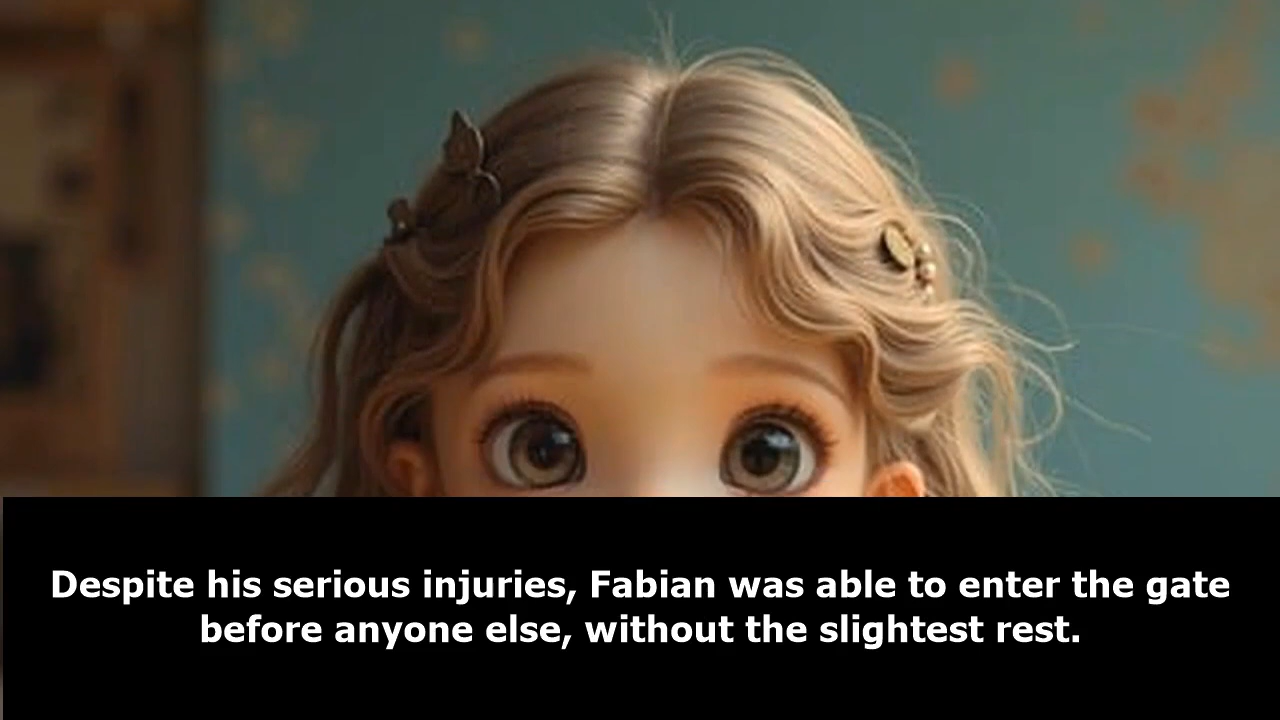 Despite his serious injuries, Fabian was able to enter the gate
before anyone else, without the slightest rest.